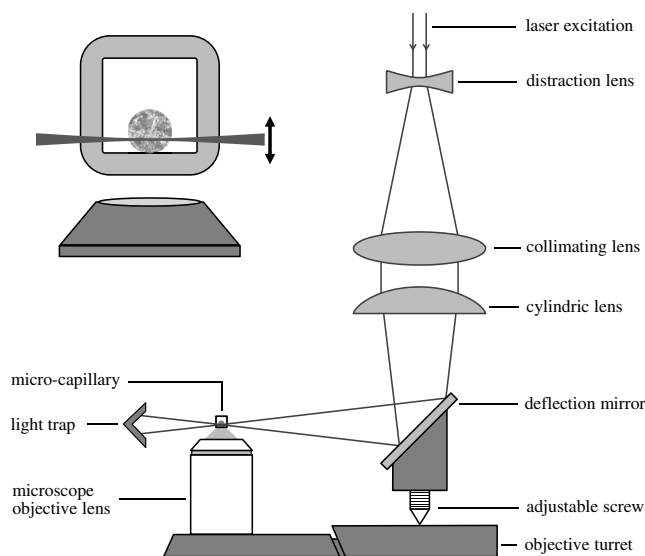 laser excitation
distraction lens
collimating lens
cylindric lens
micro-capillary
deflection mirror
light trap
microscope
objective lens
adjustable screw
objective turret